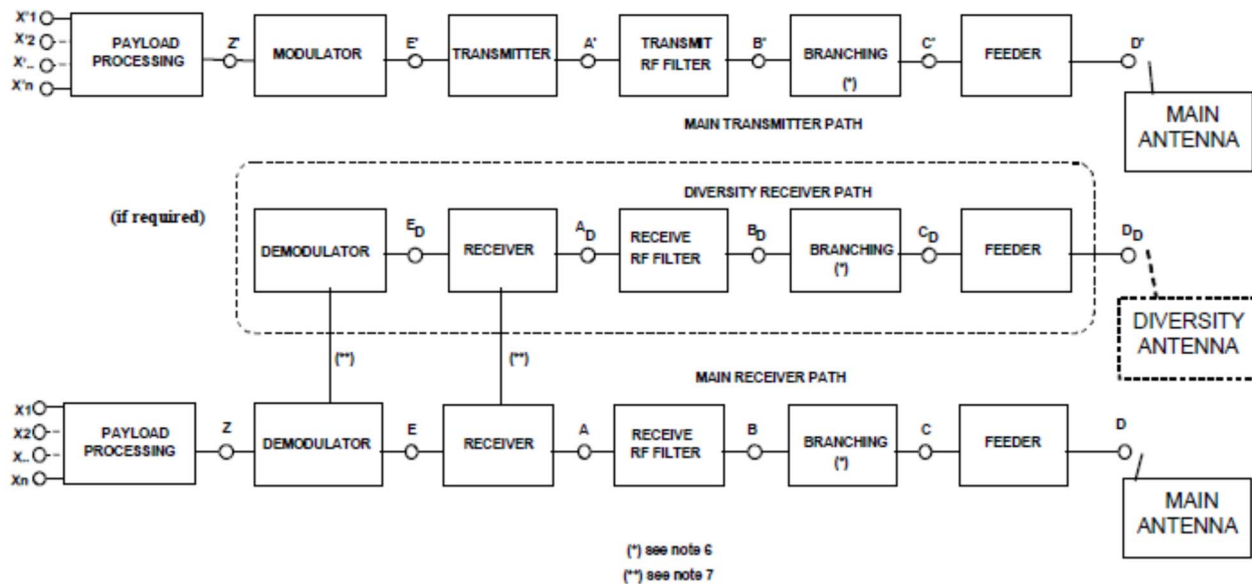 X'1
X'2
X'..
X'n
PAYLOAD
PROCESSING
Z'
MODULATOR
E'
TRANSMITTER
A'
TRANSMIT
RF FILTER
B'
BRANCHING
(*)
C'
FEEDER
D'
MAIN
ANTENNA
MAIN TRANSMITTER PATH
(if required)
DIVERSITY RECEIVER PATH
DEMODULATOR
ED
RECEIVER
AD
RECEIVE
RF FILTER
BD
BRANCHING
(*)
CD
FEEDER
DD
DIVERSITY
ANTENNA
(**)
(**)
MAIN RECEIVER PATH
X1
X2
X..
Xn
PAYLOAD
PROCESSING
Z
DEMODULATOR
E
RECEIVER
A
RECEIVE
RF FILTER
B
BRANCHING
(*)
C
FEEDER
D
MAIN
ANTENNA
(*) see note 6
(**) see note 7